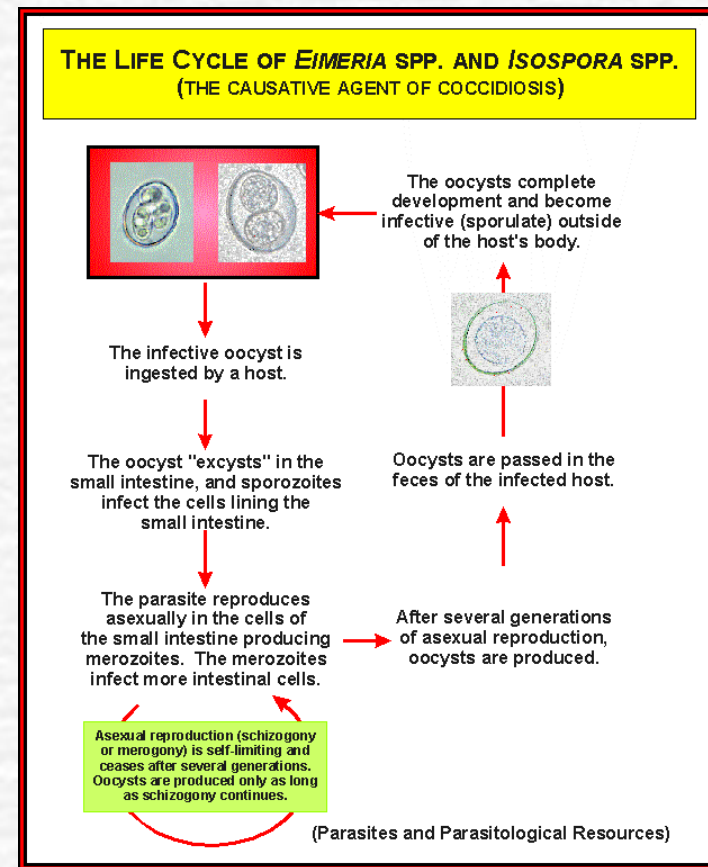 THE LIFE CYCLE OF EIMERIA SPP. AND ISOSPORA SPP.
(THE CAUSATIVE AGENT OF COCCIDIOSIS)
The oocysts complete
development and become
infective (sporulate) outside
of the host's body.
The infective oocyst is
ingested by a host.
The oocyst "excysts" in the
small intestine, and sporozoites
infect the cells lining the
small intestine.
Oocysts are passed in the
feces of the infected host.
The parasite reproduces
asexually in the cells of
the small intestine producing
merozoites. The merozoites
infect more intestinal cells.
After several generations
of asexual reproduction,
oocysts are produced.
Asexual reproduction (schizogony
or merogony) is self-limiting and
ceases after several generations.
Oocysts are produced only as long
as schizogony continues.
(Parasites and Parasitological Resources)